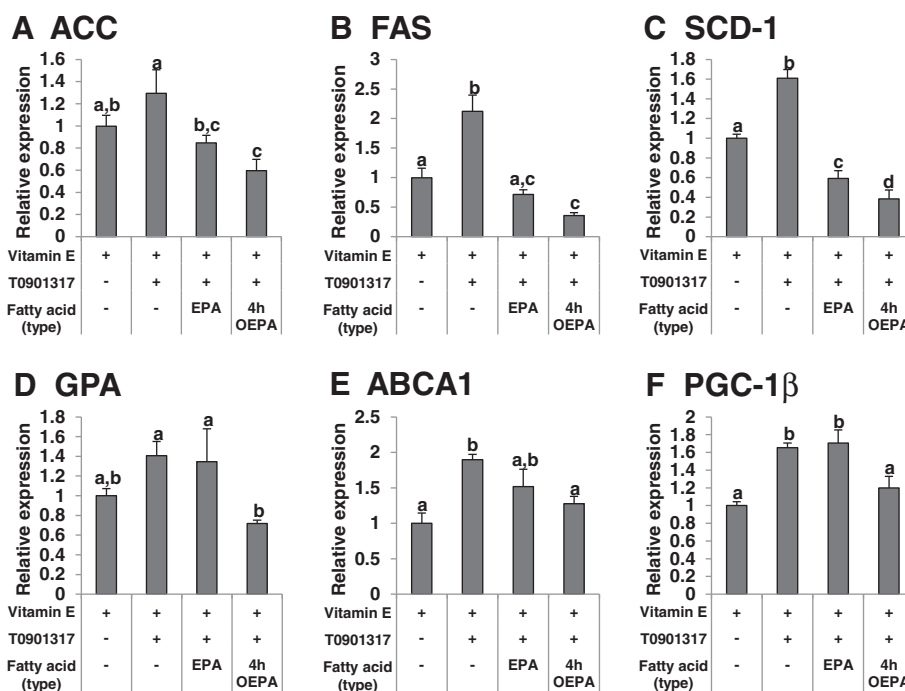 A ACC
Relative expression
1.6
1.4
1.2
1
0.8
0.6
0.4
0.2
0
a,b
a
b,c
c
Vitamin E + + + +
T0901317 - + + +
Fatty acid (type) - - EPA 4h OEPA
B FAS
Relative expression
3
2.5
2
1.5
1
0.5
0
a
b
a,c
c
Vitamin E + + + +
T0901317 - + + +
Fatty acid (type) - - EPA 4h OEPA
C SCD-1
Relative expression
1.8
1.6
1.4
1.2
1
0.8
0.6
0.4
0.2
0
a
b
c
d
Vitamin E + + + +
T0901317 - + + +
Fatty acid (type) - - EPA 4h OEPA
D GPA
Relative expression
1.8
1.6
1.4
1.2
1
0.8
0.6
0.4
0.2
0
a,b
a
a
b
Vitamin E + + + +
T0901317 - + + +
Fatty acid (type) - - EPA 4h OEPA
E ABCA1
Relative expression
2.5
2
1.5
1
0.5
0
a
b
a,b
a
Vitamin E + + + +
T0901317 - + + +
Fatty acid (type) - - EPA 4h OEPA
F PGC-1β
Relative expression
2
1.8
1.6
1.4
1.2
1
0.8
0.6
0.4
0.2
0
a
b
b
a
Vitamin E + + + +
T0901317 - + + +
Fatty acid (type) - - EPA 4h OEPA